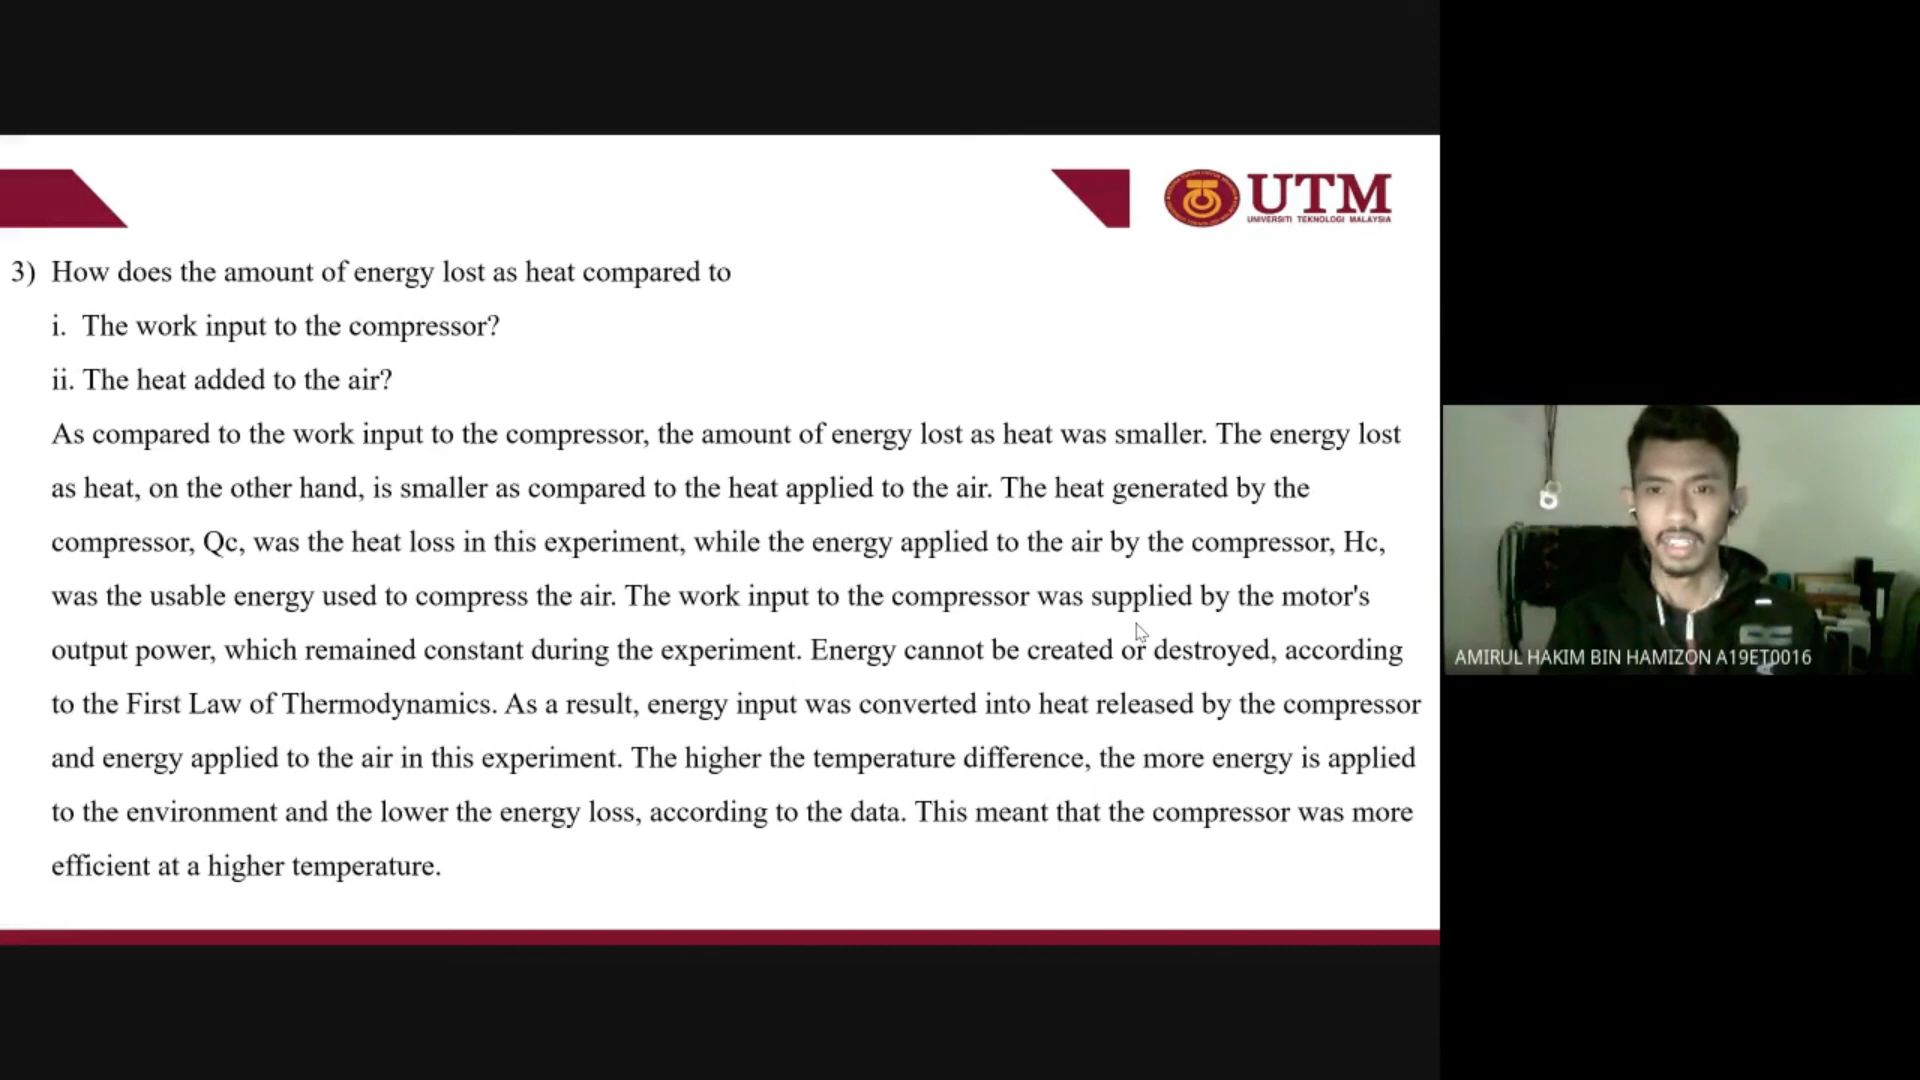 UTM
UNIVERSITI TEKNOLOGI MALAYSIA
3) How does the amount of energy lost as heat compared to
i. The work input to the compressor?
ii. The heat added to the air?
As compared to the work input to the compressor, the amount of energy lost as heat was smaller. The energy lost
as heat, on the other hand, is smaller as compared to the heat applied to the air. The heat generated by the
compressor, Qc, was the heat loss in this experiment, while the energy applied to the air by the compressor, Hc,
was the usable energy used to compress the air. The work input to the compressor was supplied by the motor's
output power, which remained constant during the experiment. Energy cannot be created or destroyed, according
to the First Law of Thermodynamics. As a result, energy input was converted into heat released by the compressor
and energy applied to the air in this experiment. The higher the temperature difference, the more energy is applied
to the environment and the lower the energy loss, according to the data. This meant that the compressor was more
efficient at a higher temperature.
AMIRUL HAKIM BIN HAMIZON A19ET0016